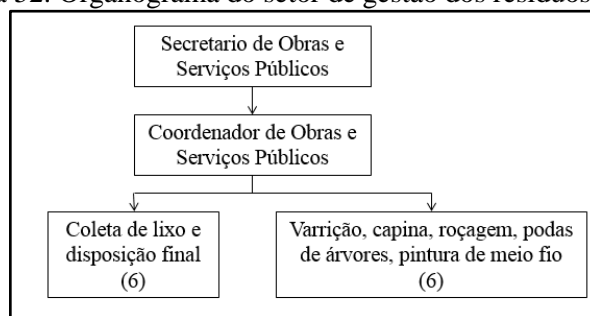 a 32. Organograma do setor de gestão dos resíduos
Secretario de Obras e
Serviços Públicos
Coordenador de Obras e
Serviços Públicos
Coleta de lixo e
disposição final
(6)
Varrição, capina, roçagem, podas
de árvores, pintura de meio fio
(6)